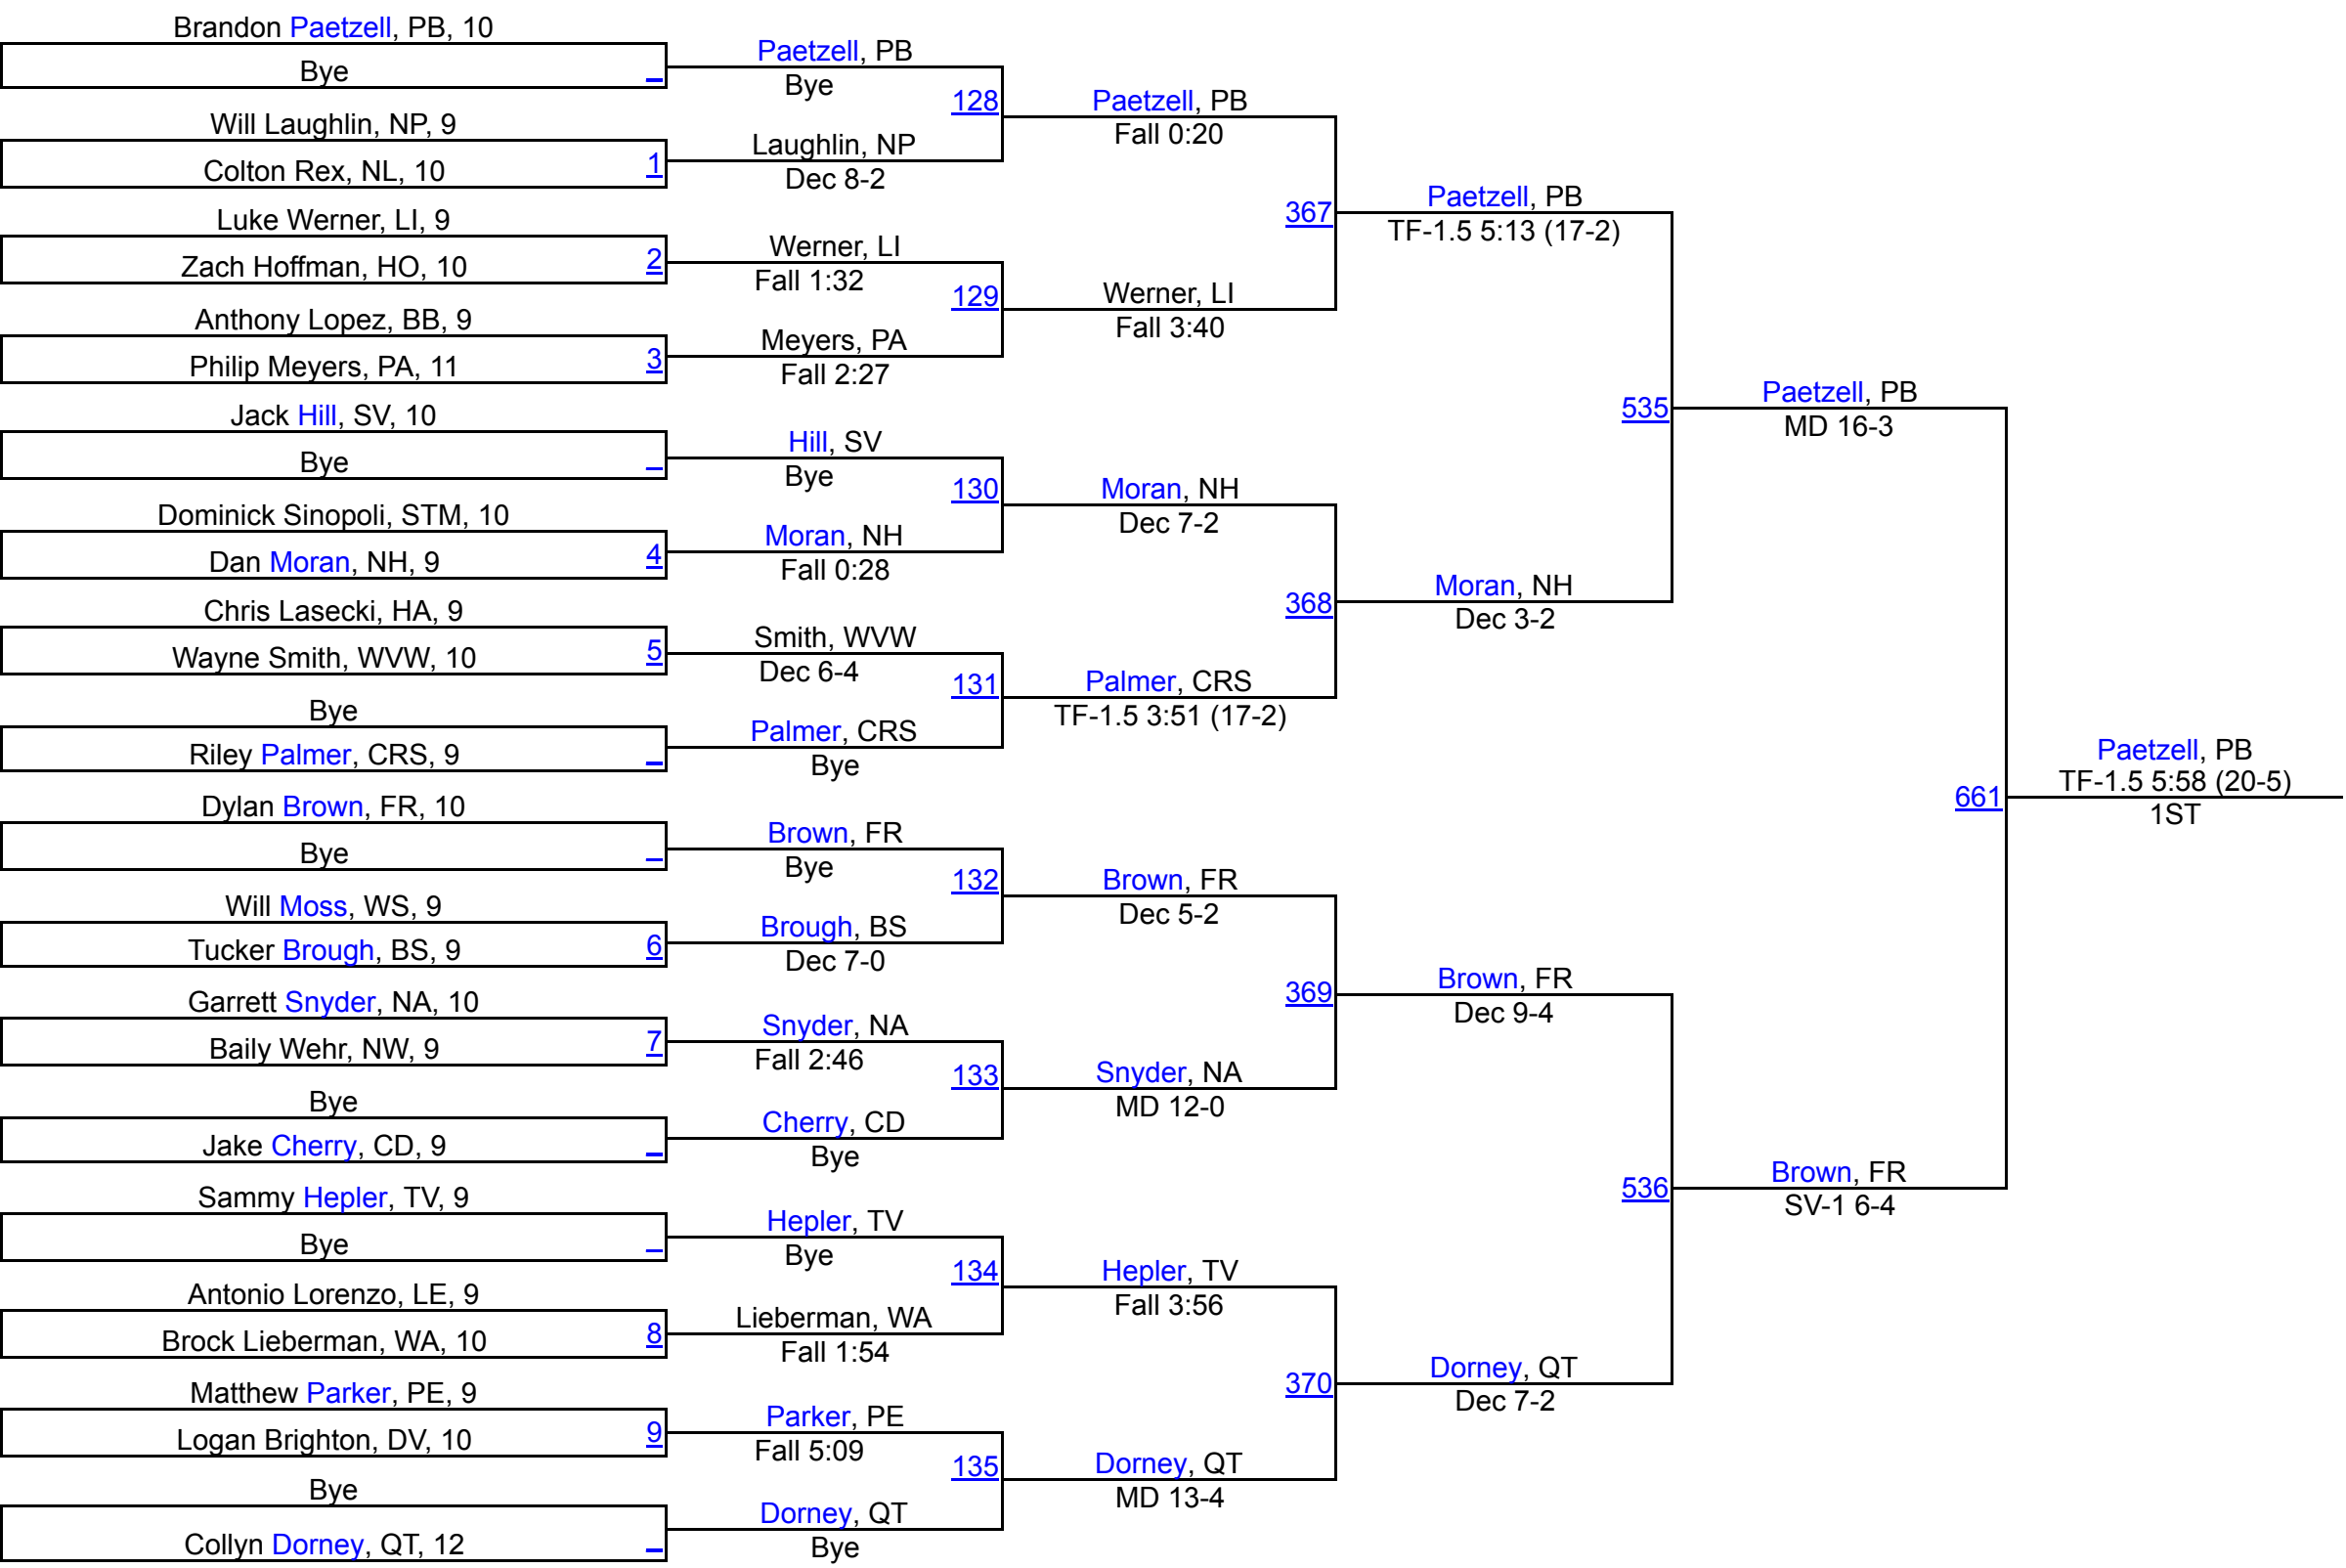 Brandon Paetzell, PB, 10
Bye
Will Laughlin, NP, 9
Colton Rex, NL, 10
1
Luke Werner, LI, 9
Zach Hoffman, HO, 10
2
Anthony Lopez, BB, 9
Philip Meyers, PA, 11
3
Jack Hill, SV, 10
Bye
Dominick Sinopoli, STM, 10
Dan Moran, NH, 9
4
Chris Lasecki, HA, 9
Wayne Smith, WVW, 10
5
Bye
Riley Palmer, CRS, 9
Dylan Brown, FR, 10
Bye
Will Moss, WS, 9
Tucker Brough, BS, 9
6
Garrett Snyder, NA, 10
Baily Wehr, NW, 9
7
Bye
Jake Cherry, CD, 9
Sammy Hepler, TV, 9
Bye
Antonio Lorenzo, LE, 9
Brock Lieberman, WA, 10
8
Matthew Parker, PE, 9
Logan Brighton, DV, 10
9
Bye
Collyn Dorney, QT, 12
Paetzell, PB
Bye
128
Laughlin, NP
Dec 8-2
Werner, LI
Fall 1:32
129
Meyers, PA
Fall 2:27
Hill, SV
Bye
130
Moran, NH
Fall 0:28
Smith, WVW
Dec 6-4
131
Palmer, CRS
Bye
Brown, FR
Bye
132
Brough, BS
Dec 7-0
Snyder, NA
Fall 2:46
133
Cherry, CD
Bye
Hepler, TV
Bye
134
Lieberman, WA
Fall 1:54
Parker, PE
Fall 5:09
135
Dorney, QT
Bye
Paetzell, PB
Fall 0:20
367
Werner, LI
Fall 3:40
Moran, NH
Dec 7-2
368
Palmer, CRS
TF-1.5 3:51 (17-2)
Brown, FR
Dec 5-2
369
Snyder, NA
MD 12-0
Hepler, TV
Fall 3:56
370
Dorney, QT
MD 13-4
Paetzell, PB
TF-1.5 5:13 (17-2)
535
Moran, NH
Dec 3-2
Brown, FR
Dec 9-4
536
Dorney, QT
Dec 7-2
Paetzell, PB
MD 16-3
661
Brown, FR
SV-1 6-4
Paetzell, PB
TF-1.5 5:58 (20-5)
1ST